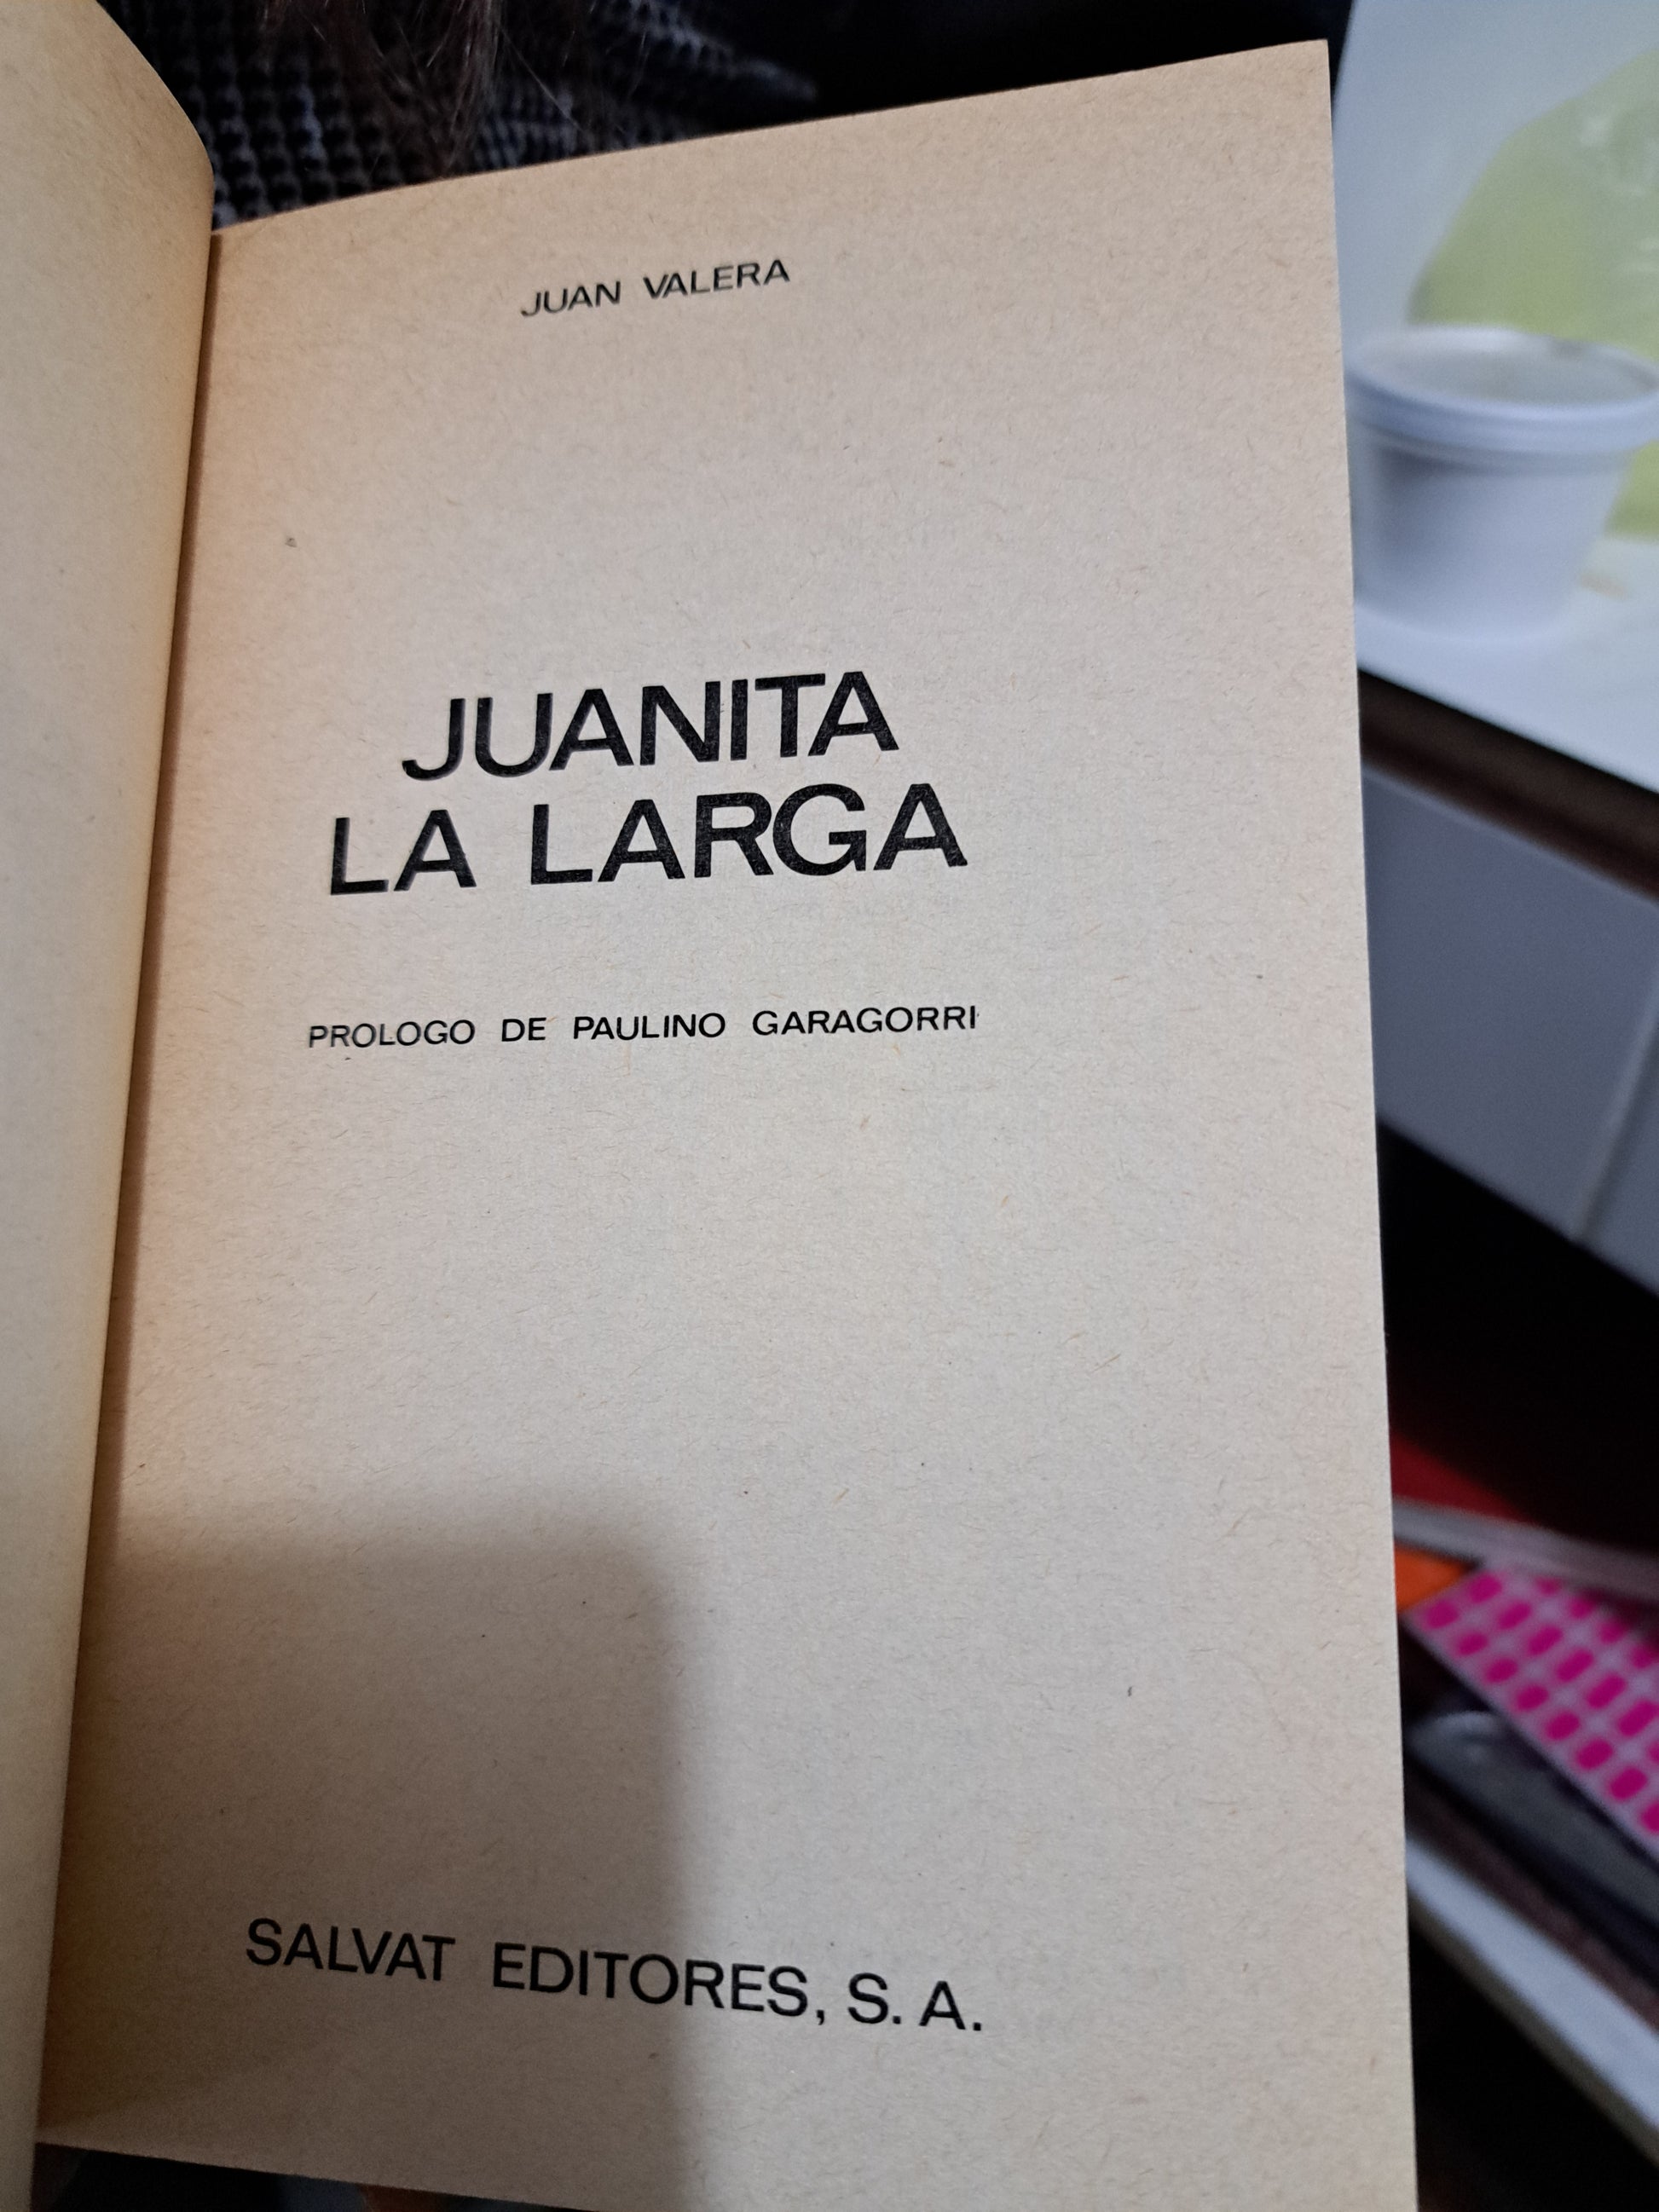 JUAN VALERA
JUANITA
LA LARGA
PROLOGO DE PAULINO GARAGORRI
SALVAT EDITORES, S. A.